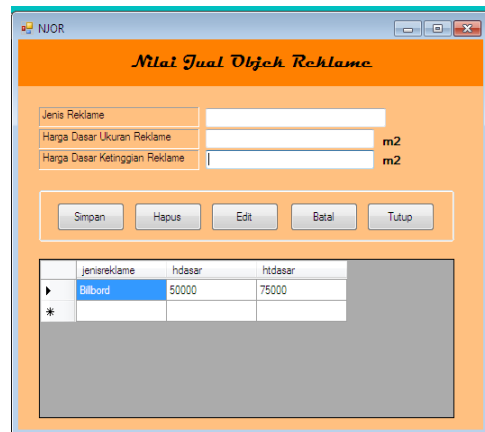 NJOR
Nilai Jual Objek Reklame
Jenis Reklame
Harga Dasar Ukuran Reklame m2
Harga Dasar Ketinggian Reklame m2
Simpan Hapus Edit Batal Tutup
jenisreklame hdasar htdasar
Billbord 50000 75000